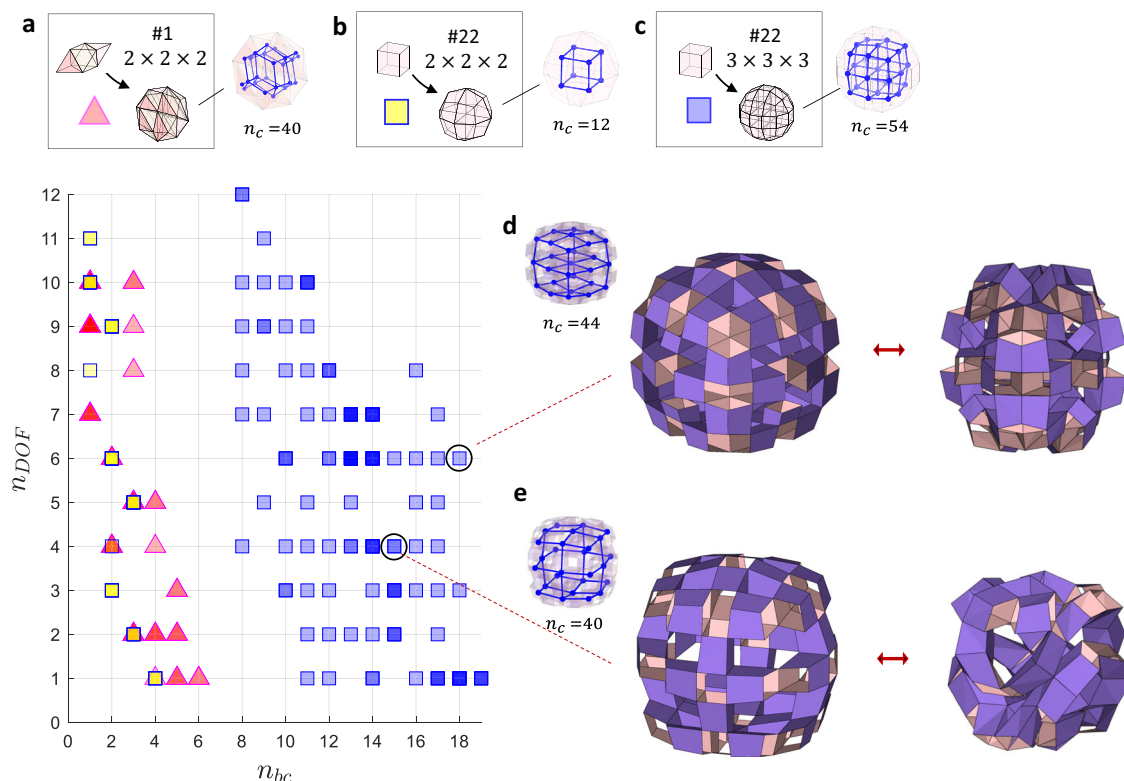 a
#1
2 × 2 × 2
n_c =40
b
#22
2 × 2 × 2
n_c =12
c
#22
3 × 3 × 3
n_c =54
12
11
10
9
8
7
6
5
4
3
2
1
0
n_DOF
0 2 4 6 8 10 12 14 16 18
n_bc
d
n_c =44
e
n_c =40